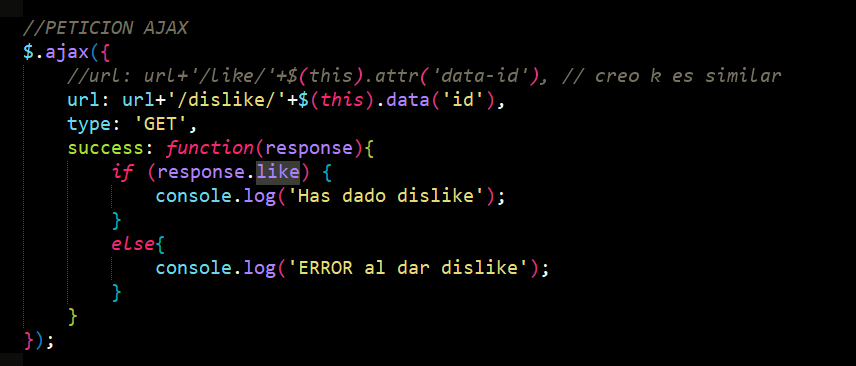 //PETICION AJAX
$.ajax({
//url: url+'/like/'+$(this).attr('data-id'), // creo k es similar
url: url+'/dislike/'+$(this).data('id'),
type: 'GET',
success: function(response){
if (response.like) {
console.log('Has dado dislike');
}
else{
console.log('ERROR al dar dislike');
}
}
});